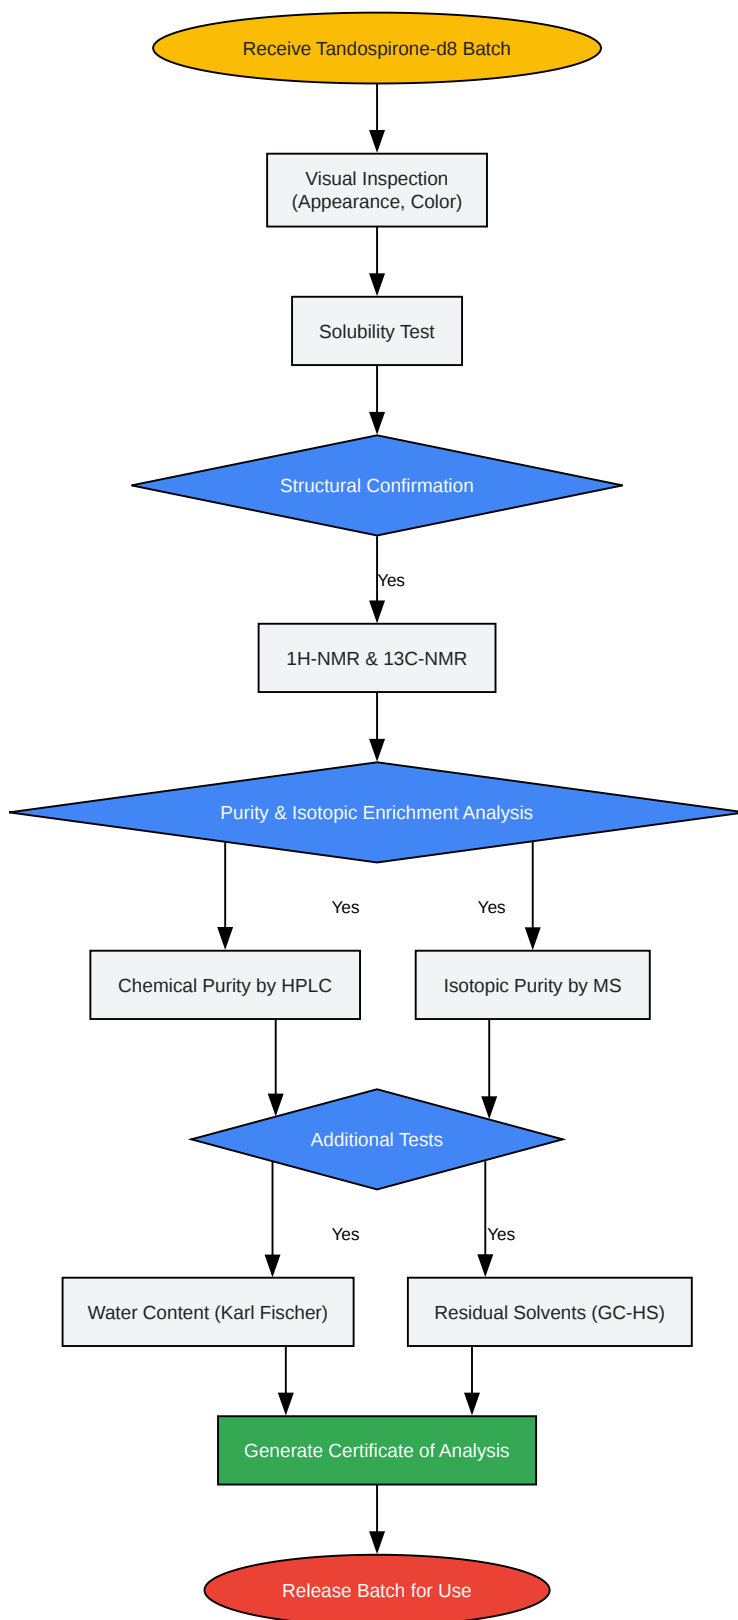 Receive Tandospirone-d8 Batch
Visual Inspection
(Appearance, Color)
Solubility Test
Structural Confirmation
Yes
1H-NMR & 13C-NMR
Purity & Isotopic Enrichment Analysis
Yes
Yes
Chemical Purity by HPLC
Isotopic Purity by MS
Additional Tests
Yes
Yes
Water Content (Karl Fischer)
Residual Solvents (GC-HS)
Generate Certificate of Analysis
Release Batch for Use